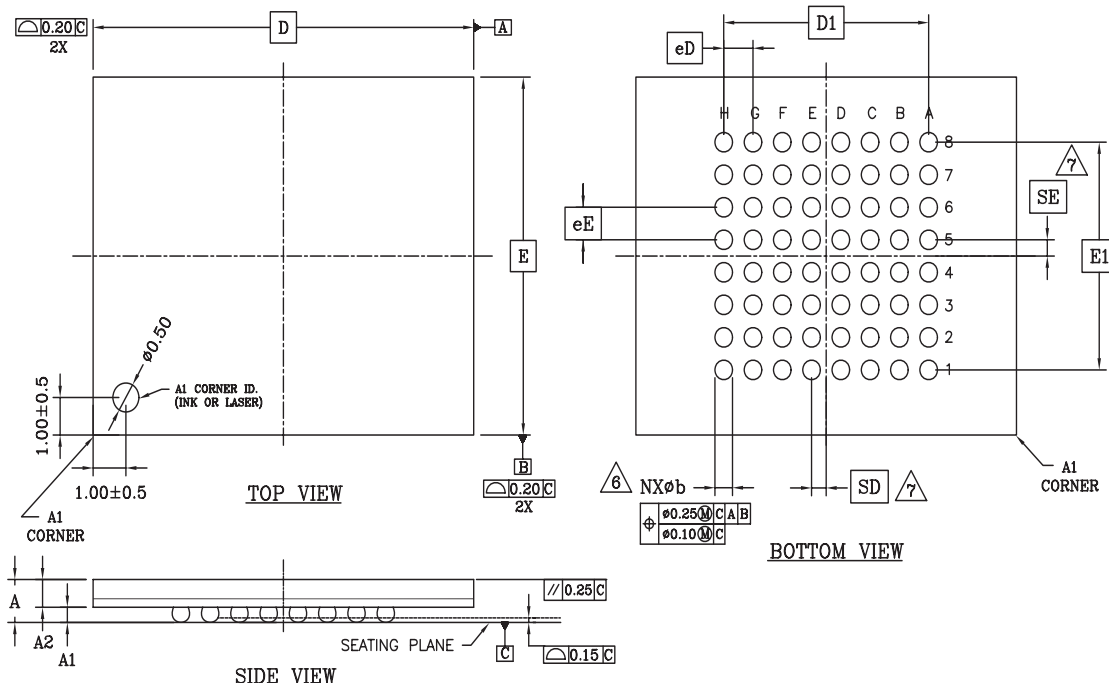 ⌓ 0.20 C
2X
D
A
D1
eD
H G F E D C B A
8
7
6
5
4
3
2
1
7
SE
eE
E
E1
ø0.50
A1 CORNER ID.
(INK OR LASER)
1.00±0.5
1.00±0.5
TOP VIEW
A1
CORNER
B
⌓ 0.20 C
2X
6 NXøb
⌖ ø0.25 Ⓜ C A B
ø0.10 Ⓜ C
SD 7
A1
CORNER
BOTTOM VIEW
A
A2
A1
// 0.25 C
SEATING PLANE
C
⌓ 0.15 C
SIDE VIEW